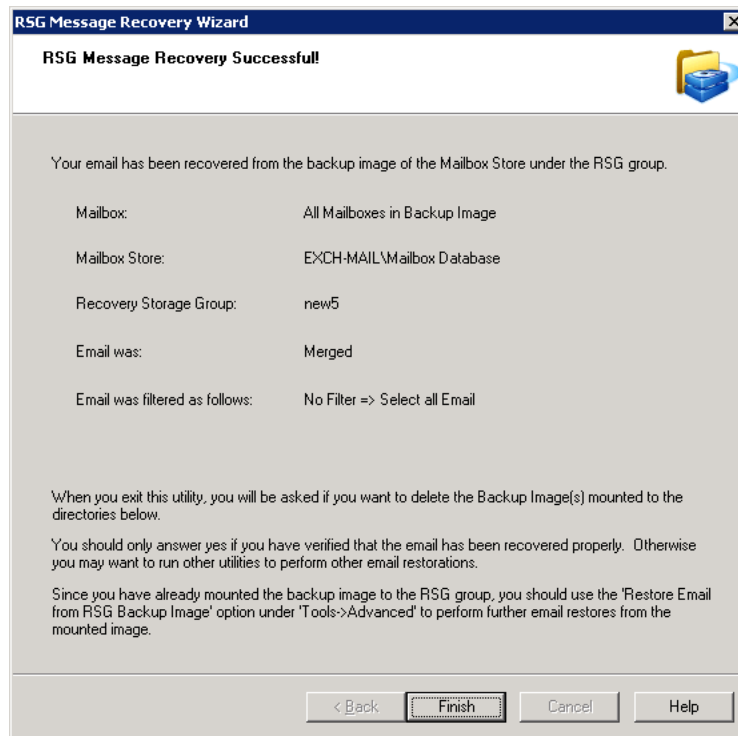 RSG Message Recovery Wizard
RSG Message Recovery Successful!
Your email has been recovered from the backup image of the Mailbox Store under the RSG group.
Mailbox: All Mailboxes in Backup Image
Mailbox Store: EXCH-MAIL\Mailbox Database
Recovery Storage Group: new5
Email was: Merged
Email was filtered as follows: No Filter => Select all Email
When you exit this utility, you will be asked if you want to delete the Backup Image(s) mounted to the
directories below.
You should only answer yes if you have verified that the email has been recovered properly. Otherwise
you may want to run other utilities to perform other email restorations.
Since you have already mounted the backup image to the RSG group, you should use the 'Restore Email
from RSG Backup Image' option under 'Tools->Advanced' to perform further email restores from the
mounted image.
< Back Finish Cancel Help